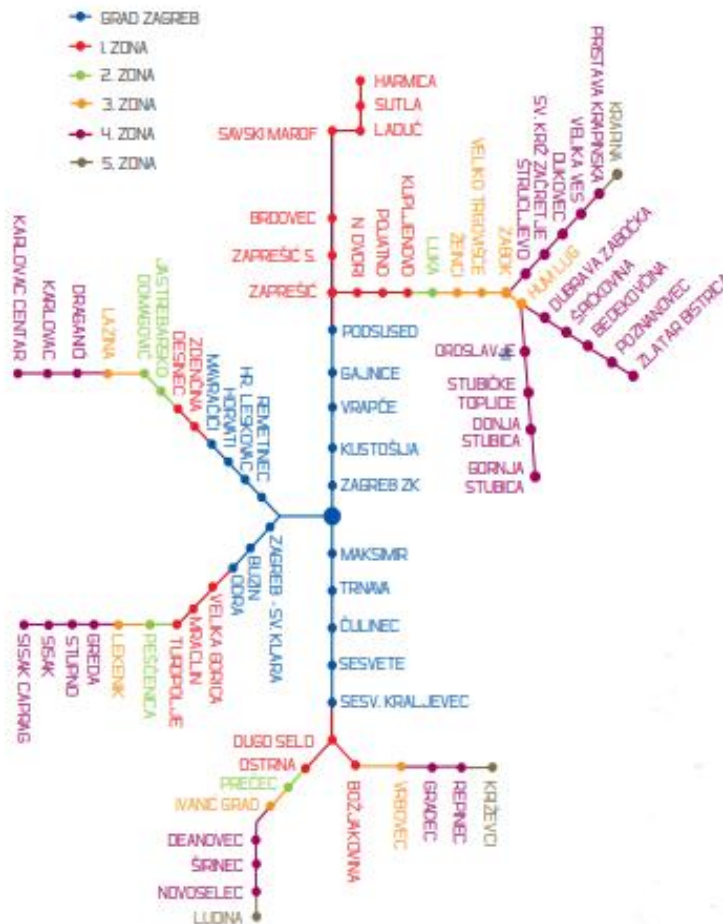 GRAD ZAGREB
1. ZONA
2. ZONA
3. ZONA
4. ZONA
5. ZONA
HARMICA
SUTLA
LADUČ
SAVSKI MAROF
BRDOVEC
ZAPREŠIĆ S.
ZAPREŠIĆ
N DVORI
POJATNO
KUPLJENOVO
LUKA
ŽEINCI
VELIKO TRGOVIŠĆE
ZABOK
ŠTRUCLJEVO
SV. KRIŽ ZAČRETJE
DUKOVEC
VELIKA VES
PRISTAVA KRAPINSKA
KRAPINA
HUM LUG
DUBRAVA ZABOČKA
ŠPIČKOVINA
BEDEKOVČINA
POZNANOVEC
ZLATAR BISTRICA
OROSLAVJE
STUBIČKE
TOPLICE
DONJA
STUBICA
GORNJA
STUBICA
PODSUSED
GAJNICE
VRAPČE
KUSTOŠIJA
ZAGREB ZK
MAKSIMIR
TRNAVA
ČULINEC
SESVETE
SESV. KRALJEVEC
KARLOVAC CENTAR
KARLOVAC
DRAGANIĆI
LAZINA
DOMAGOVIĆ
JASTREBARSKO
DESINEC
ZDENČINA
MAVRAČIĆI
HORVATI
HR. LESKOVAC
REMETINEC
ZAGREB - SV. KLARA
BUZIN
ODRA
VELIKA GORICA
MRACLIN
TUROPOLJE
PEŠĆENICA
LEKENIK
GREDA
STUPNO
SISAK
SISAK CAPRAG
DUGO SELO
OSTRNA
PREČEC
IVANIĆ GRAD
DEANOVEC
ŠIRINEC
NOVOSELEC
LUDINA
BOŽJAKOVINA
VRBOVEC
GRADEC
REPINEC
KRIŽEVCI